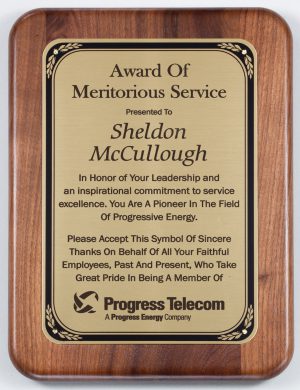 Award Of
Meritorious Service
Presented To
Sheldon
McCullough
In Honor of Your Leadership and
an inspirational commitment to service
excellence. You Are A Pioneer In The Field
Of Progressive Energy.
Please Accept This Symbol Of Sincere
Thanks On Behalf Of All Your Faithful
Employees, Past And Present, Who Take
Great Pride In Being A Member Of
Progress Telecom
A Progress Energy Company